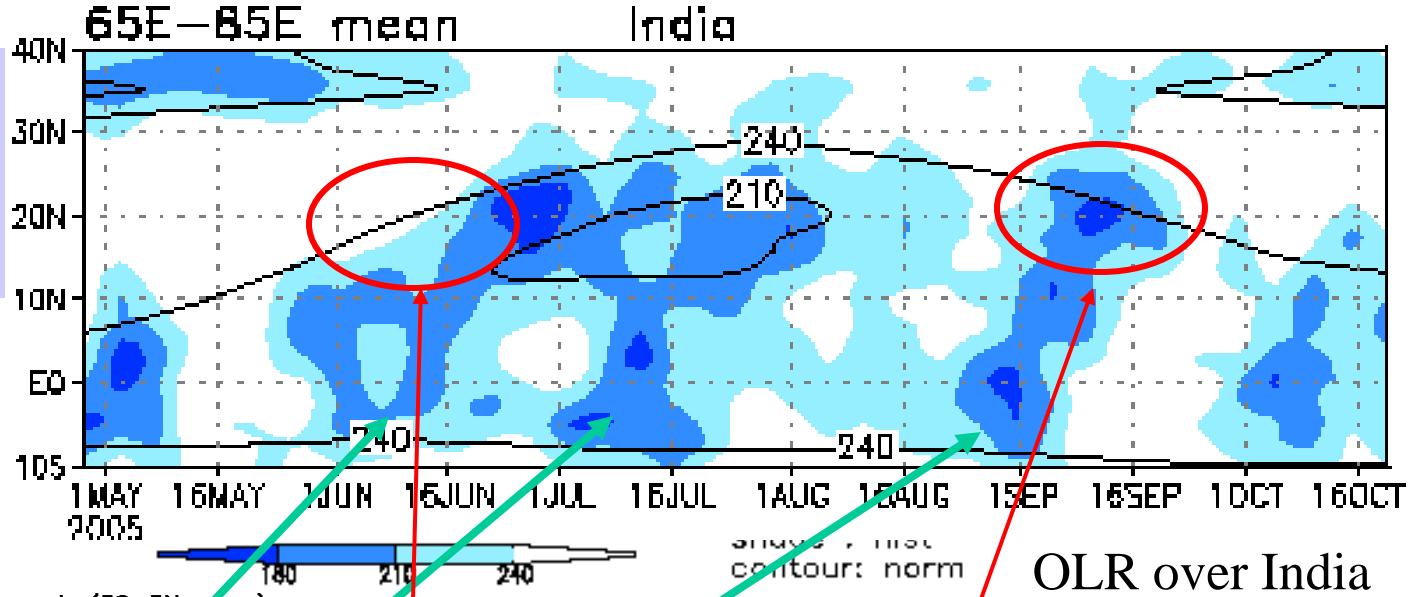 65E-85E mean India
40N
30N
20N
10N
EQ
10S
240
210
240
240
1MAY 16MAY 1JUN 16JUN 1JUL 16JUL 1AUG 16AUG 1SEP 16SEP 1OCT 16OCT
2005
180 210 240
contour: norm
OLR over India